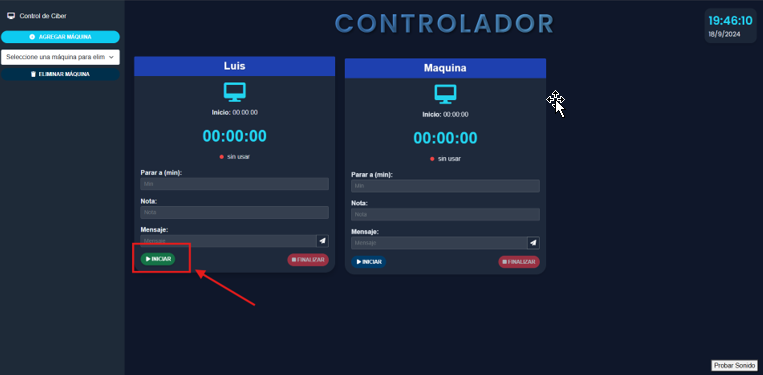 Control de Ciber
AGREGAR MÁQUINA
Seleccione una máquina para elim
ELIMINAR MÁQUINA
CONTROLADOR
19:46:10
18/9/2024
Luis
Inicio: 00:00:00
00:00:00
sin usar
Parar a (min):
Min
Nota:
Nota
Mensaje:
Mensaje
INICIAR
FINALIZAR
Maquina
Inicio: 00:00:00
00:00:00
sin usar
Parar a (min):
Min
Nota:
Nota
Mensaje:
Mensaje
INICIAR
FINALIZAR
Probar Sonido